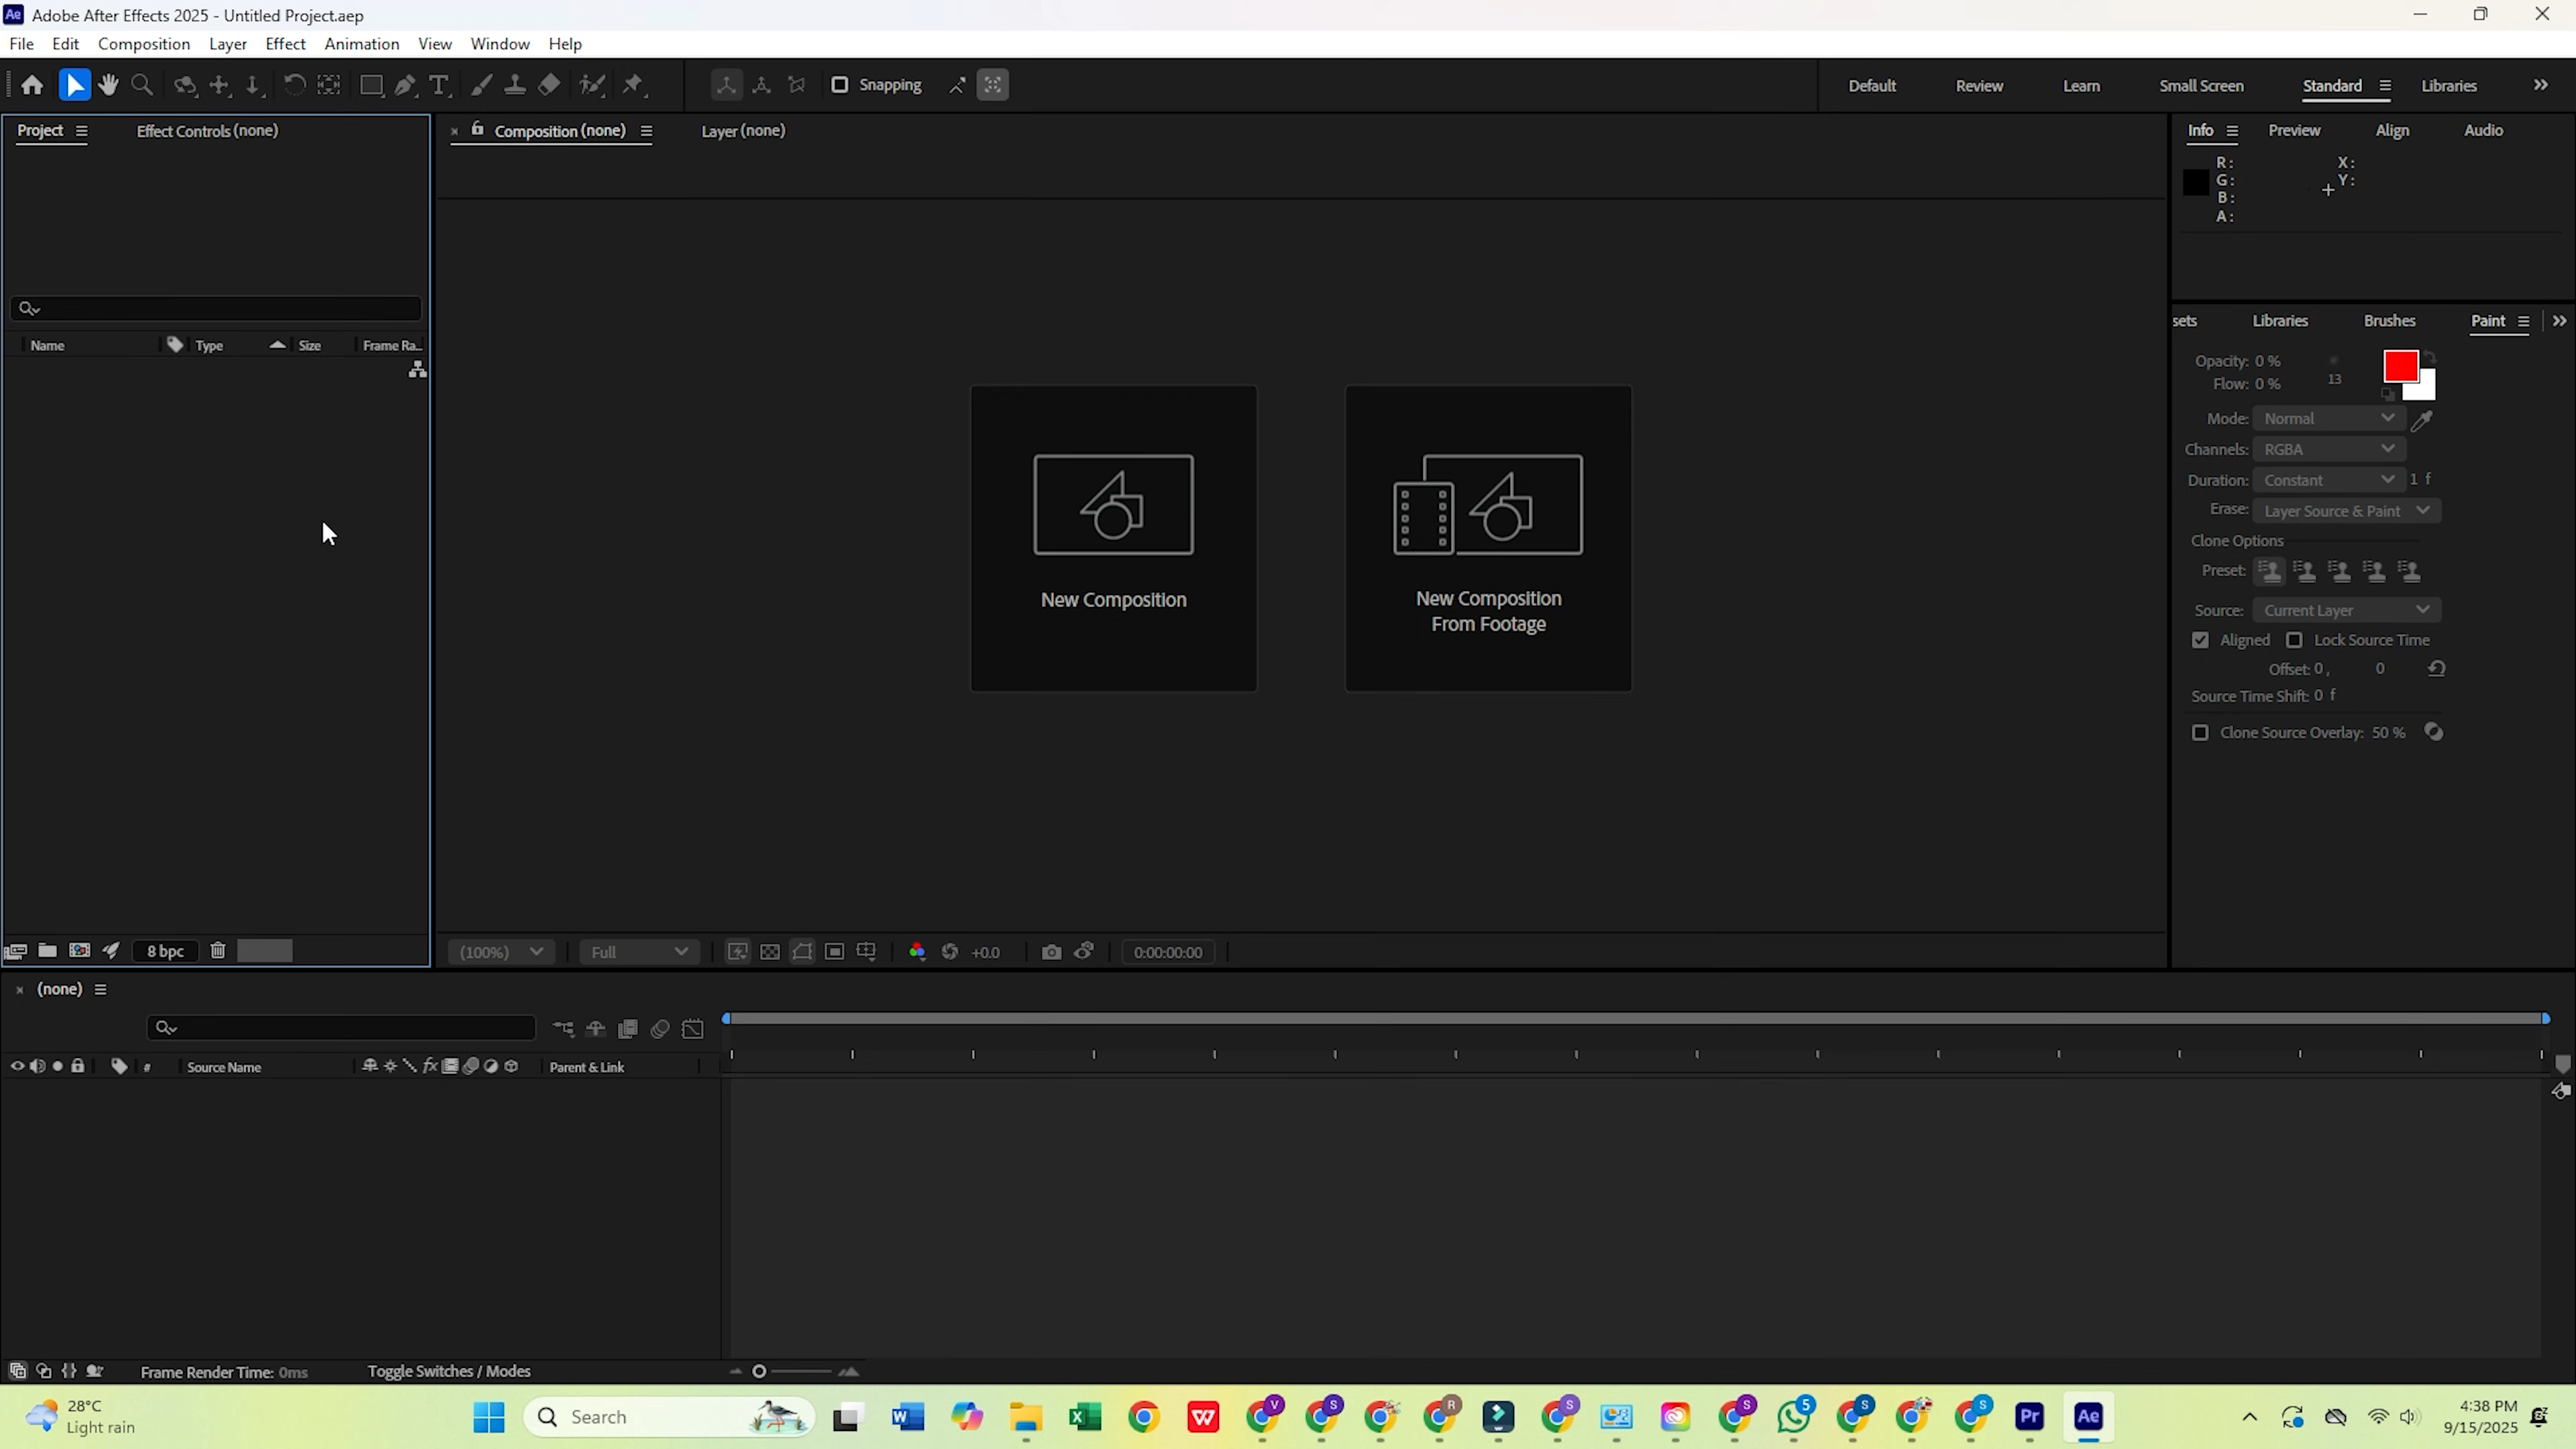 Ae Adobe After Effects 2025 - Untitled Project.aep
File Edit Composition Layer Effect Animation View Window Help
Snapping Default Review Learn Small Screen Standard Libraries
Project Effect Controls (none) Composition (none) Layer (none) Info Preview Align Audio
R: X:
G: Y:
B:
A:
sets Libraries Brushes Paint
Name Type Size Frame Ra...
Opacity: 0 %
Flow: 0 % 13
Mode: Normal
Channels: RGBA
Duration: Constant 1 f
Erase: Layer Source & Paint
Clone Options
Preset:
Source: Current Layer
Aligned Lock Source Time
Offset: 0 , 0
Source Time Shift: 0 f
Clone Source Overlay: 50 %
New Composition
New Composition
From Footage
8 bpc (100%) Full +0.0 0:00:00:00
(none)
# Source Name fx Parent & Link
Frame Render Time: 0ms Toggle Switches / Modes
28°C
Light rain
Search
W X W V S R S S 5 S S Pr Ae
4:38 PM
9/15/2025